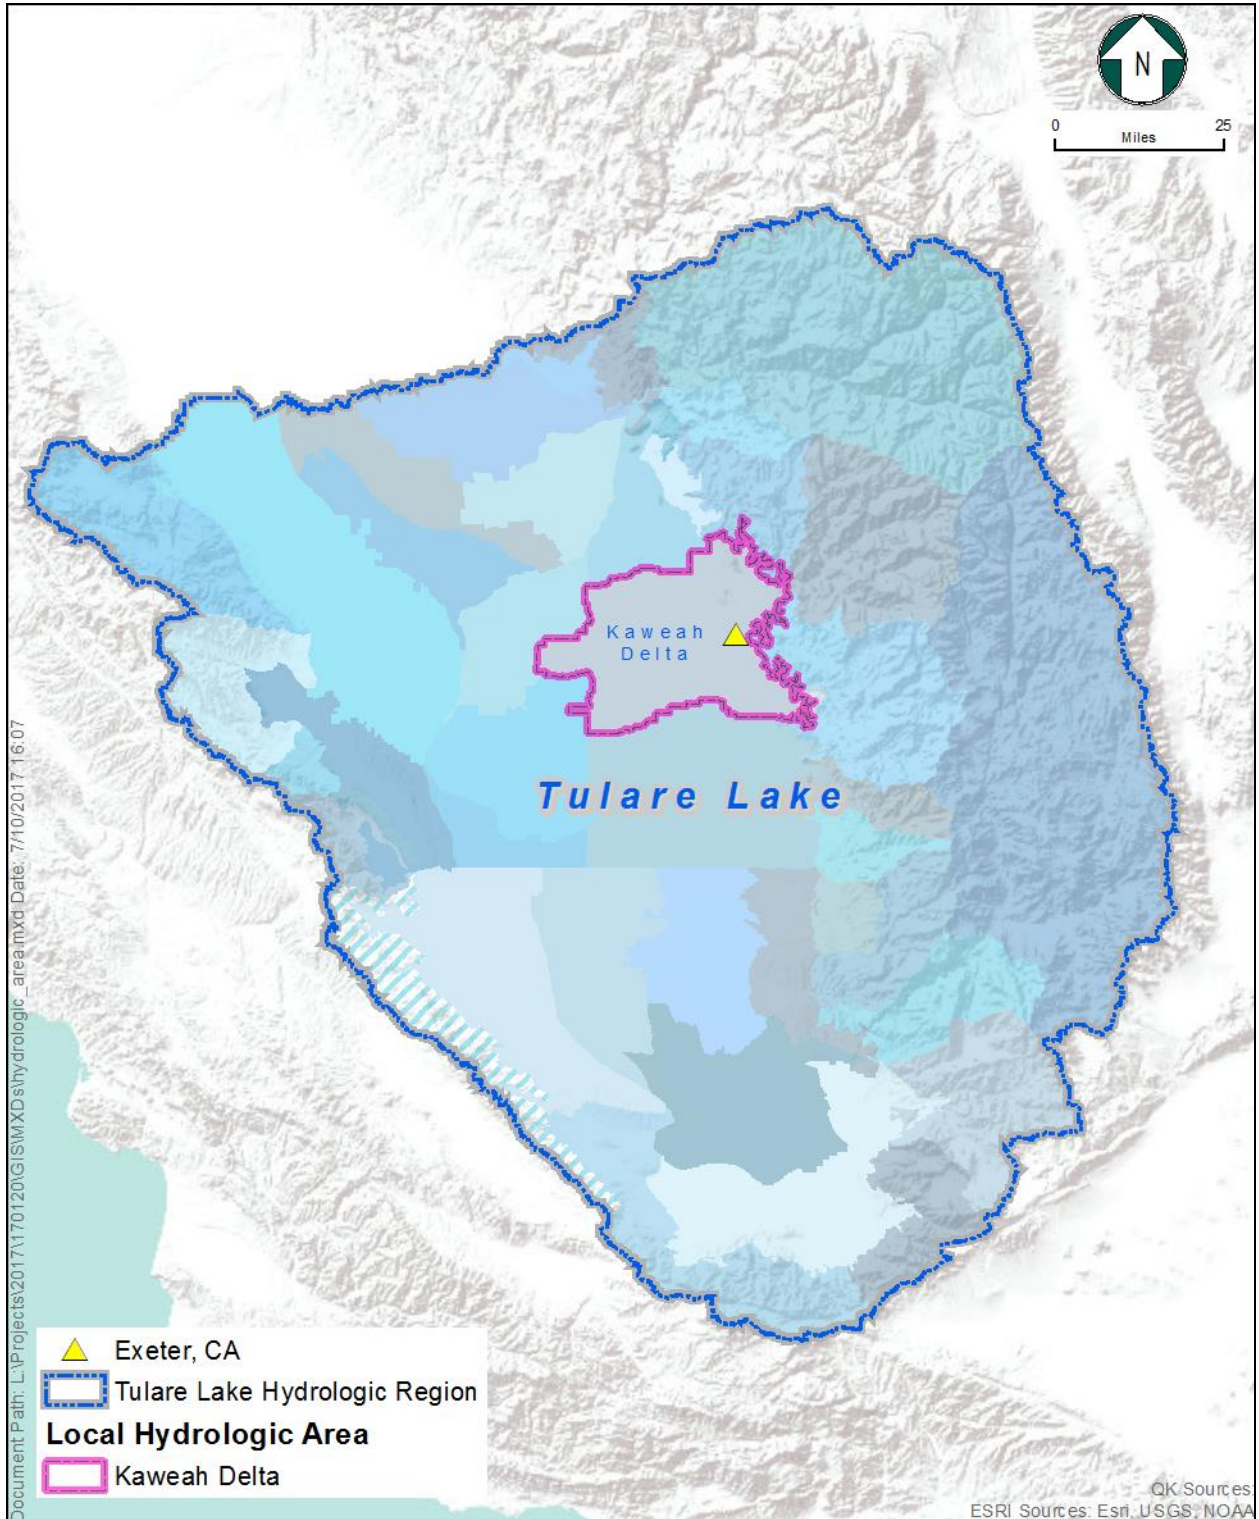 N
0 25
Miles
Kaweah
Delta
Tulare Lake
Document Path: L:\Projects\2017\170120\GIS\MXDs\hydrologic_area.mxd Date: 7/10/2017 16:07
Exeter, CA
Tulare Lake Hydrologic Region
Local Hydrologic Area
Kaweah Delta
QK Sources:
ESRI Sources: Esri, USGS, NOAA